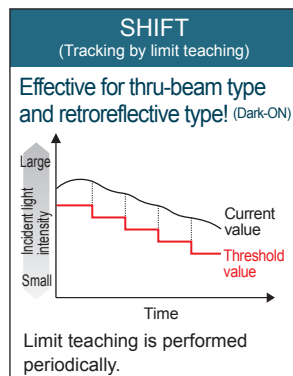 SHIFT
(Tracking by limit teaching)
Effective for thru-beam type
and retroreflective type! (Dark-ON)
Large
Incident light
intensity
Small
Current
value
Threshold
value
Time
Limit teaching is performed
periodically.